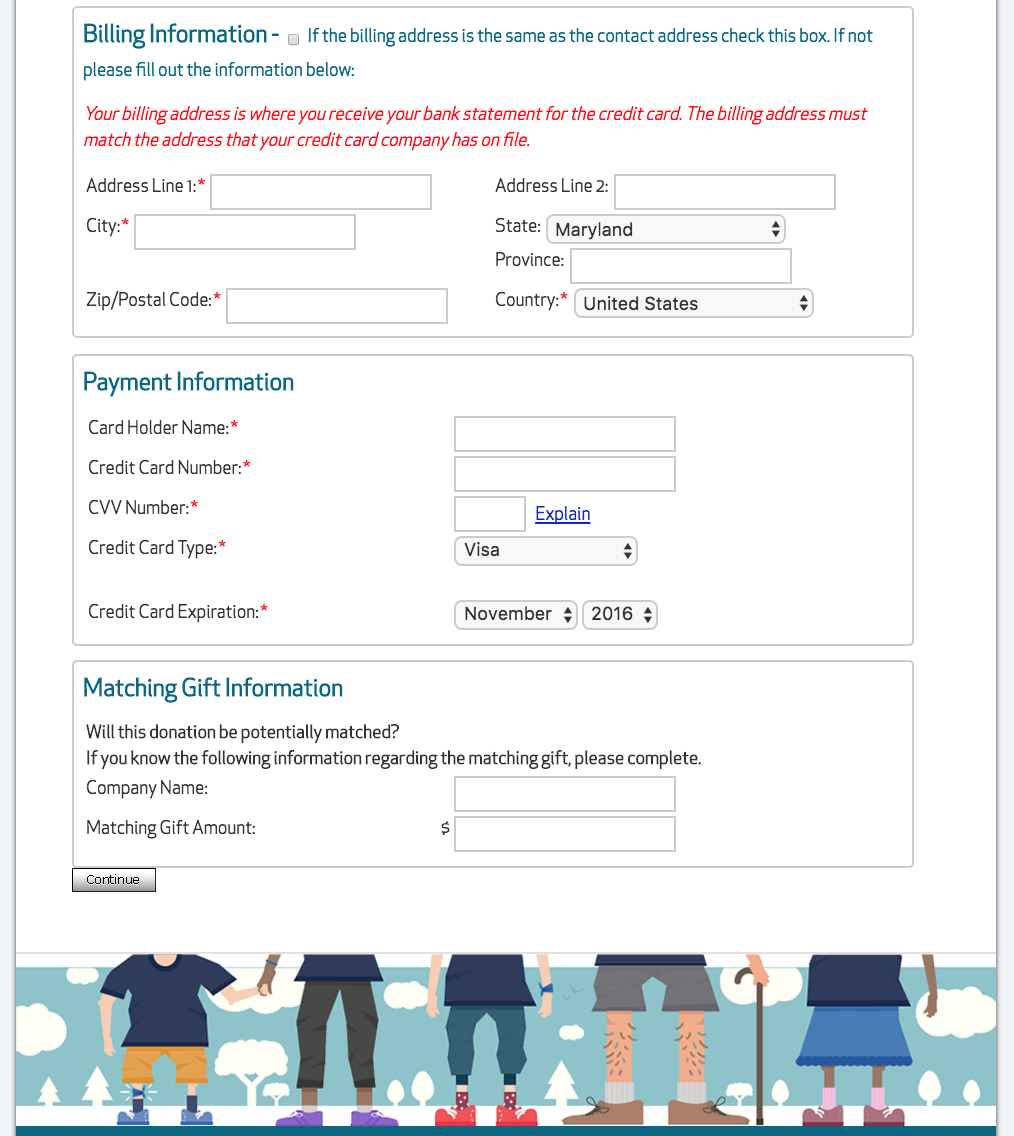 Billing Information - If the billing address is the same as the contact address check this box. If not
please fill out the information below:
Your billing address is where you receive your bank statement for the credit card. The billing address must
match the address that your credit card company has on file.
Address Line 1:* Address Line 2:
City:* State: Maryland
Province:
Zip/Postal Code:* Country:* United States
Payment Information
Card Holder Name:*
Credit Card Number:*
CVV Number:* Explain
Credit Card Type:* Visa
Credit Card Expiration:* November 2016
Matching Gift Information
Will this donation be potentially matched?
If you know the following information regarding the matching gift, please complete.
Company Name:
Matching Gift Amount: $
Continue